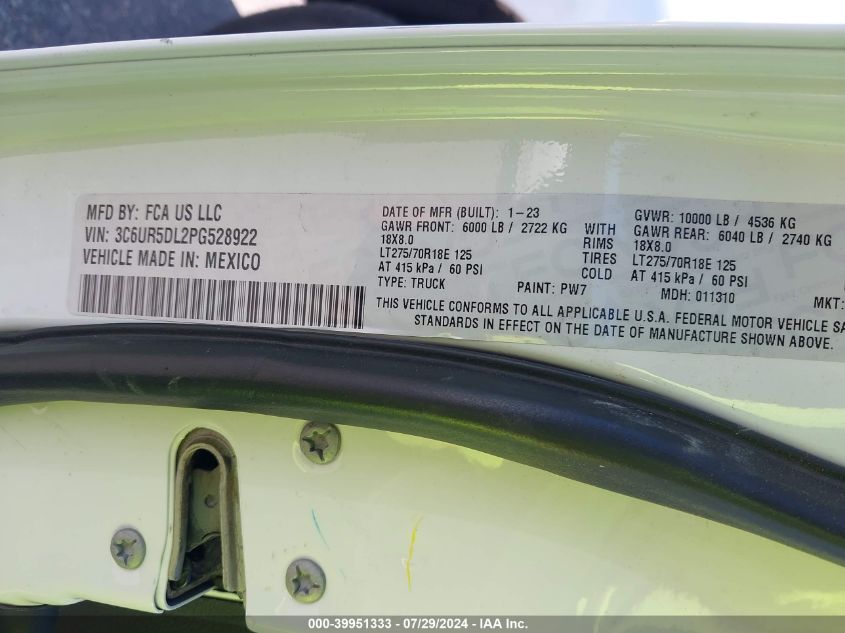 MFD BY: FCA US LLC
VIN: 3C6UR5DL2PG528922
VEHICLE MADE IN: MEXICO
DATE OF MFR (BUILT): 1-23
GAWR FRONT: 6000 LB / 2722 KG
18X8.0
LT275/70R18E 125
AT 415 kPa / 60 PSI
TYPE: TRUCK
PAINT: PW7
WITH
RIMS
TIRES
COLD
GVWR: 10000 LB / 4536 KG
GAWR REAR: 6040 LB / 2740 KG
18X8.0
LT275/70R18E 125
AT 415 kPa / 60 PSI
MDH: 011310
MKT:
THIS VEHICLE CONFORMS TO ALL APPLICABLE U.S.A. FEDERAL MOTOR VEHICLE SA
STANDARDS IN EFFECT ON THE DATE OF MANUFACTURE SHOWN ABOVE.
000-39951333 - 07/29/2024 - IAA Inc.